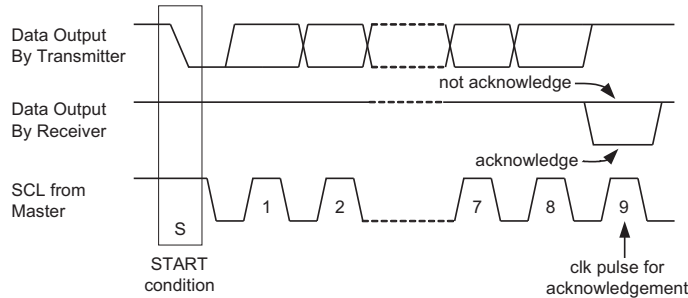 Data Output
By Transmitter
not acknowledge
Data Output
By Receiver
acknowledge
SCL from
Master
1
2
7
8
9
S
START
condition
clk pulse for
acknowledgement